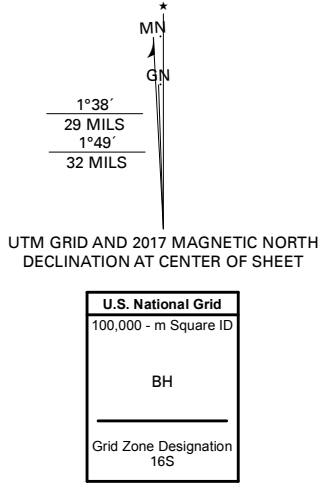 ★
MN
GN
1°38´
29 MILS
1°49´
32 MILS
UTM GRID AND 2017 MAGNETIC NORTH
DECLINATION AT CENTER OF SHEET
U.S. National Grid
100,000 - m Square ID
BH
Grid Zone Designation
16S